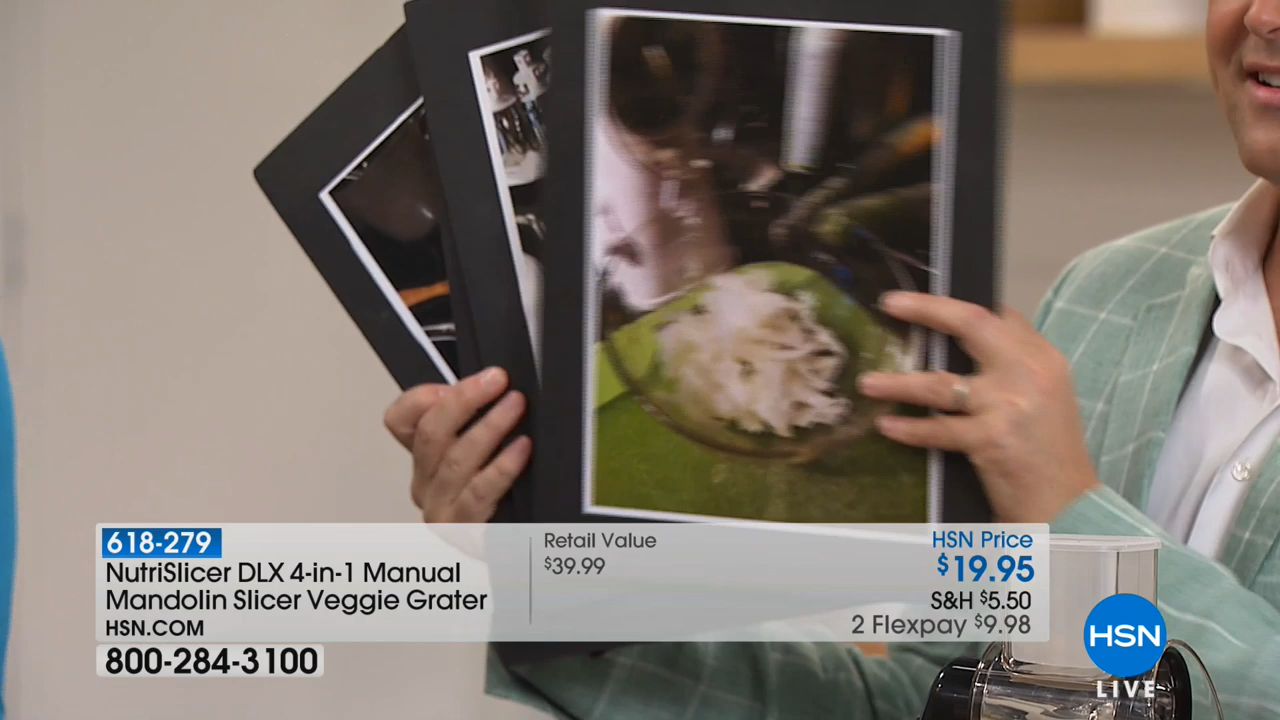 618-279
NutriSlicer DLX 4-in-1 Manual
Mandolin Slicer Veggie Grater
HSN.COM
800-284-3100
Retail Value
$39.99
HSN Price
$19.95
S&H $5.50
2 Flexpay $9.98
HSN
LIVE